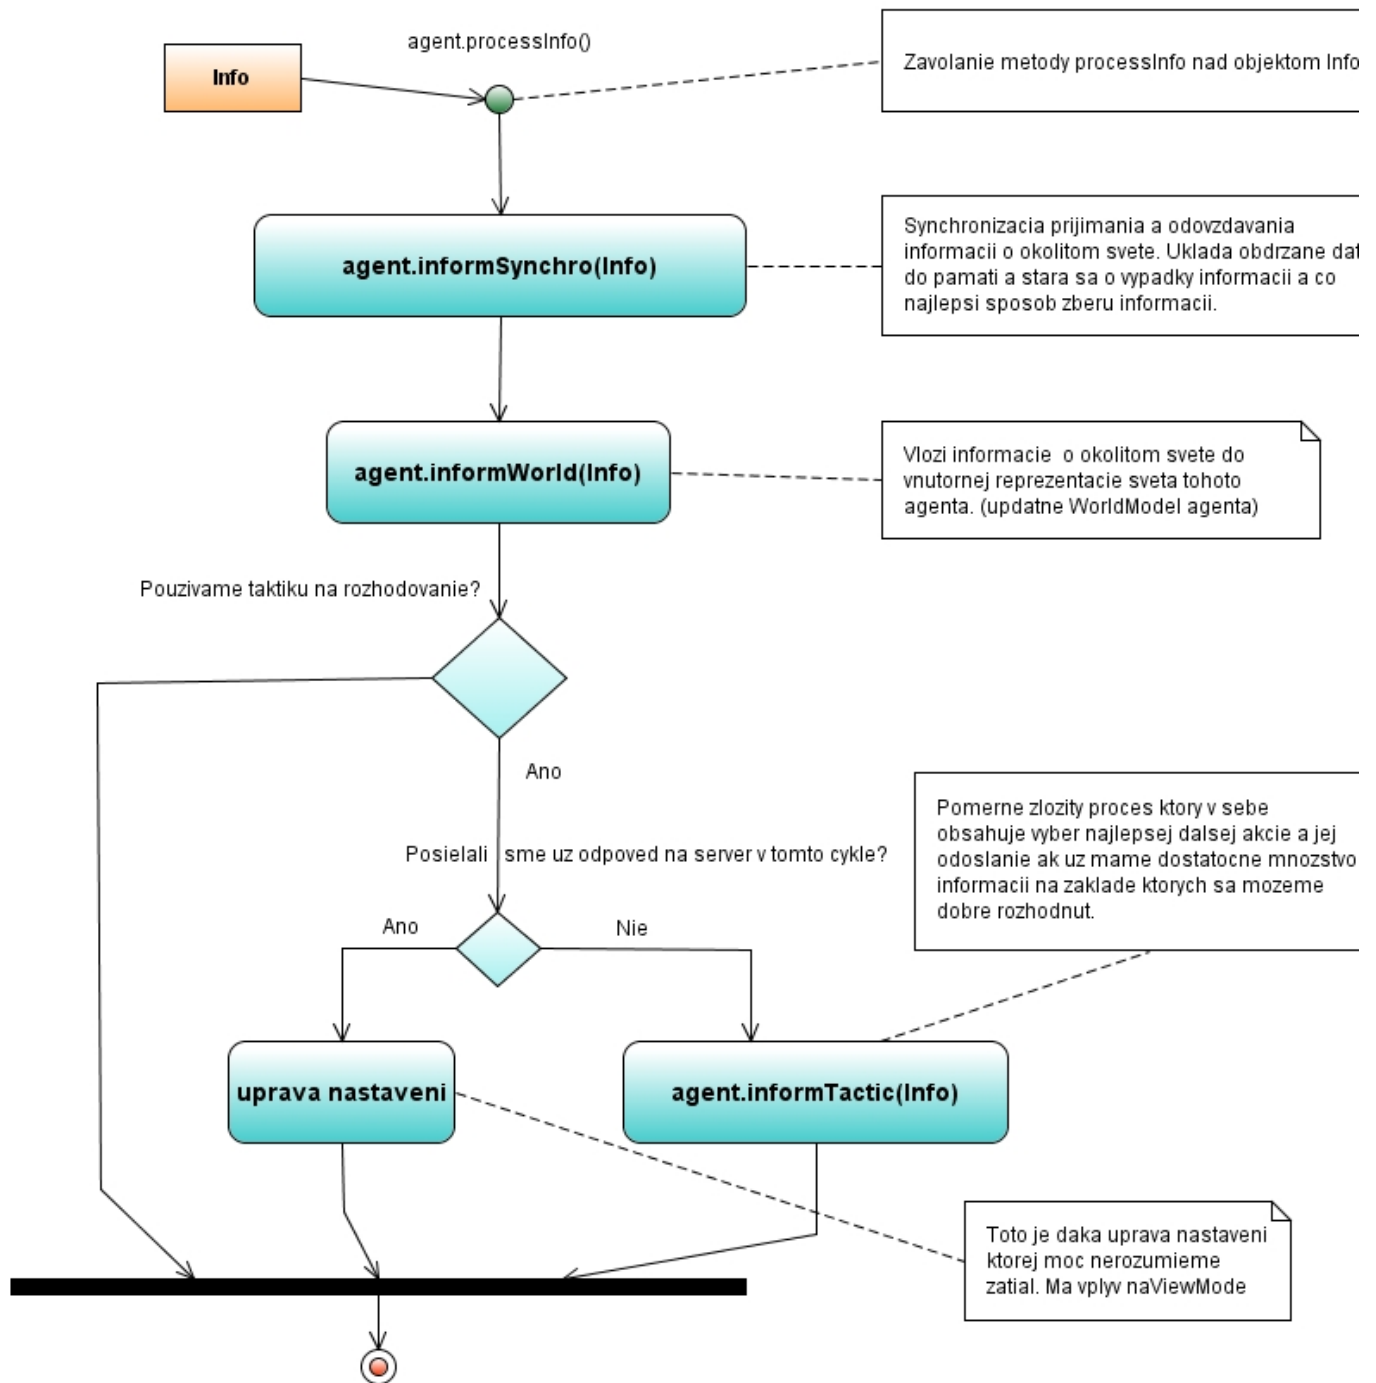 agent.processInfo()
Info
Zavolanie metody processInfo nad objektom Info
agent.informSynchro(Info)
Synchronizacia prijimania a odovzdavania
informacii o okolitom svete. Uklada obdrzane dat
do pamati a stara sa o vypadky informacii a co
najlepsi sposob zberu informacii.
agent.informWorld(Info)
Vlozi informacie o okolitom svete do
vnutornej reprezentacie sveta tohoto
agenta. (updatne WorldModel agenta)
Pouzivame taktiku na rozhodovanie?
Ano
Posielali sme uz odpoved na server v tomto cykle?
Pomerne zlozity proces ktory v sebe
obsahuje vyber najlepsej dalsej akcie a jej
odoslanie ak uz mame dostatocne mnozstvo
informacii na zaklade ktorych sa mozeme
dobre rozhodnut.
Ano
Nie
uprava nastaveni
agent.informTactic(Info)
Toto je daka uprava nastaveni
ktorej moc nerozumieme
zatial. Ma vplyv naViewMode